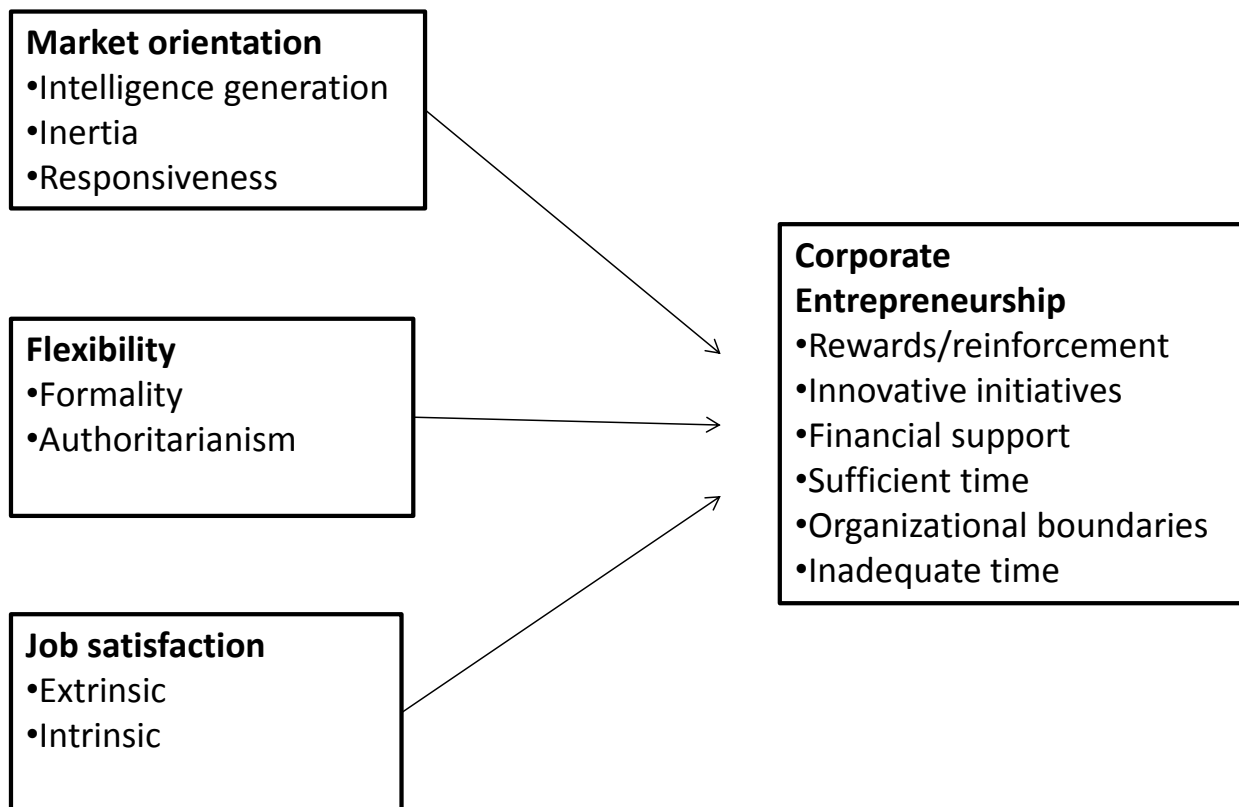 Market orientation
•Intelligence generation
•Inertia
•Responsiveness
Flexibility
•Formality
•Authoritarianism
Job satisfaction
•Extrinsic
•Intrinsic
Corporate
Entrepreneurship
•Rewards/reinforcement
•Innovative initiatives
•Financial support
•Sufficient time
•Organizational boundaries
•Inadequate time